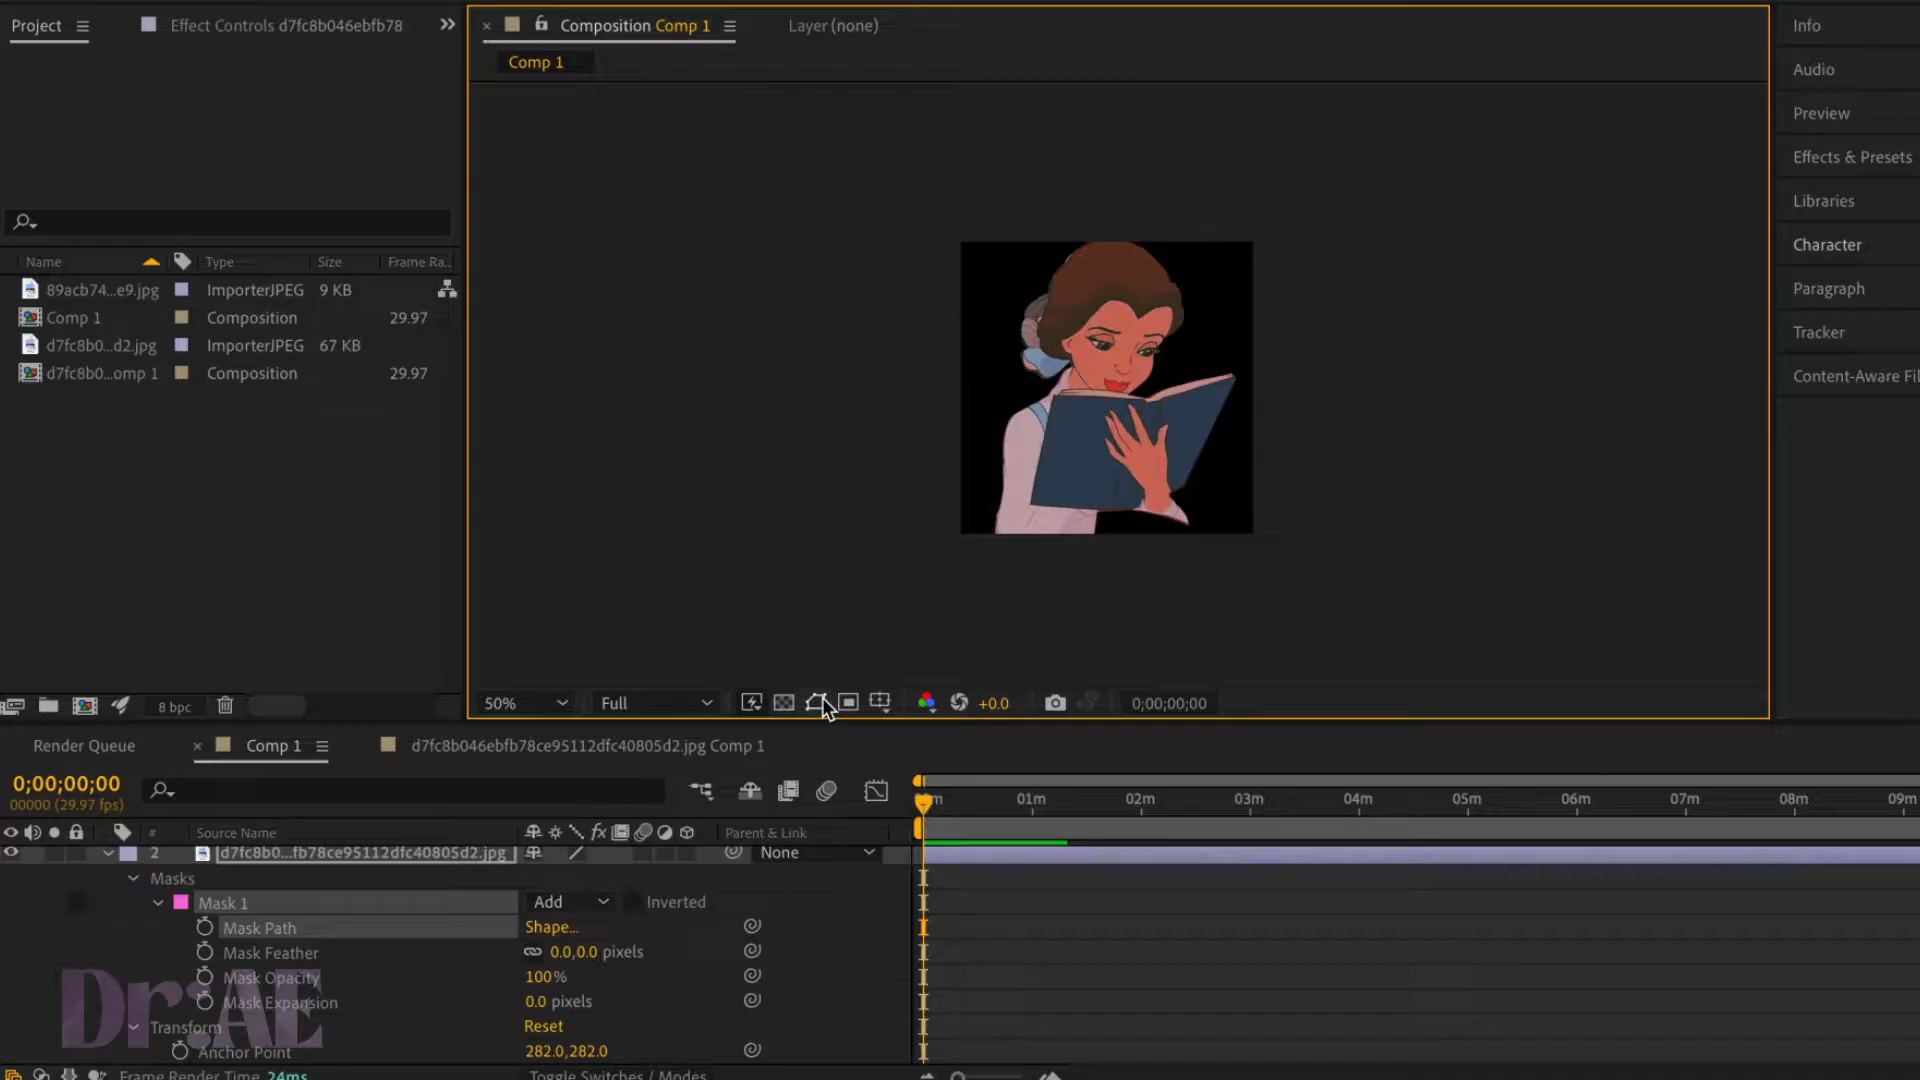 Project
Effect Controls d7fc8b046ebfb78
Composition Comp 1
Layer (none)
Comp 1
Info
Audio
Preview
Effects & Presets
Libraries
Character
Paragraph
Tracker
Content-Aware Fil
Name Type Size Frame Ra..
89acb74...e9.jpg ImporterJPEG 9 KB
Comp 1 Composition 29.97
d7fc8b0...d2.jpg ImporterJPEG 67 KB
d7fc8b0...omp 1 Composition 29.97
8 bpc
50% Full +0.0 0;00;00;00
Render Queue
Comp 1
d7fc8b046ebfb78ce95112dfc40805d2.jpg Comp 1
0;00;00;00
00000 (29.97 fps)
01m 02m 03m 04m 05m 06m 07m 08m 09m
# Source Name fx Parent & Link
2 d7fc8b0...fb78ce95112dfc40805d2.jpg None
Masks
Mask 1 Add Inverted
Mask Path Shape...
Mask Feather 0.0,0.0 pixels
Mask Opacity 100%
Mask Expansion 0.0 pixels
Transform Reset
Anchor Point 282.0,282.0
Frame Render Time 24ms
Toggle Switches / Modes
Dr:AE